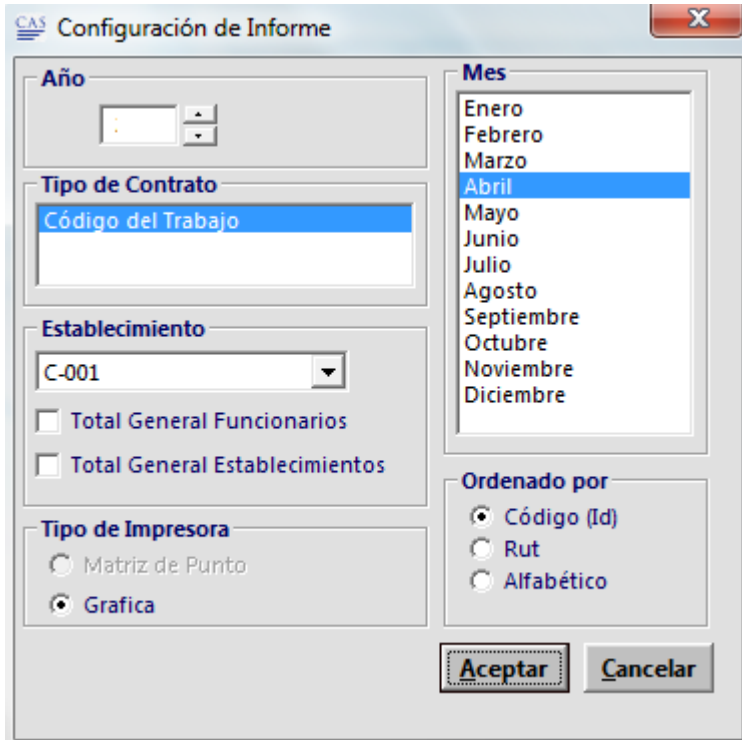 CAS Configuración de Informe
Año
Tipo de Contrato
Código del Trabajo
Establecimiento
C-001
Total General Funcionarios
Total General Establecimientos
Tipo de Impresora
Matriz de Punto
Grafica
Mes
Enero
Febrero
Marzo
Abril
Mayo
Junio
Julio
Agosto
Septiembre
Octubre
Noviembre
Diciembre
Ordenado por
Código (Id)
Rut
Alfabético
Aceptar Cancelar